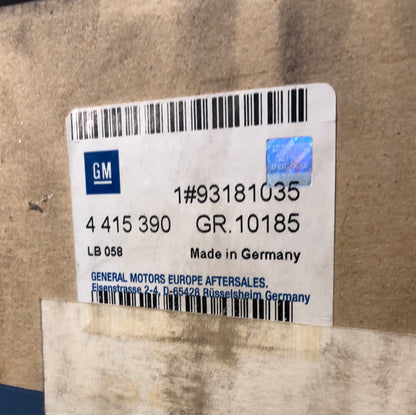 GM
1#93181035
4 415 390 GR.10185
LB 058 Made in Germany
GENERAL MOTORS EUROPE AFTERSALES.
Eisenstrasse 2-4, D-65428 Rüsselsheim Germany